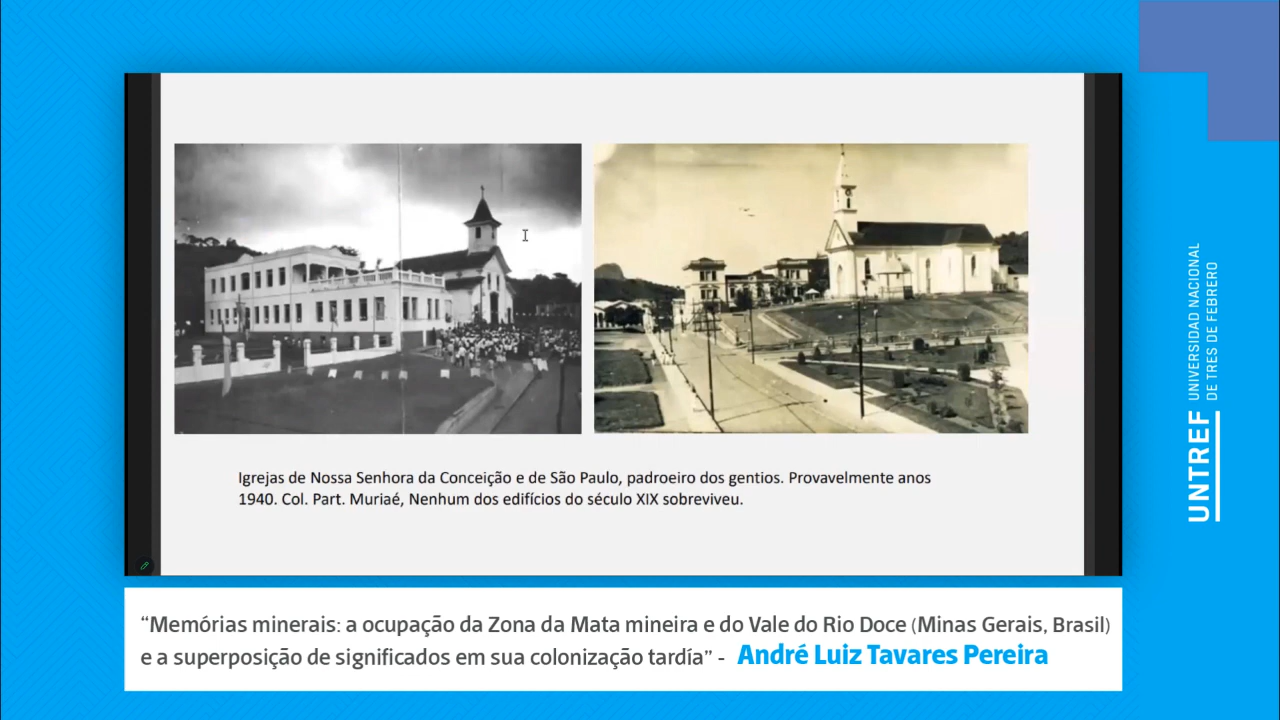 Igrejas de Nossa Senhora da Conceição e de São Paulo, padroeiro dos gentios. Provavelmente anos
1940. Col. Part. Muriaé, Nenhum dos edifícios do século XIX sobreviveu.
“Memórias minerais: a ocupação da Zona da Mata mineira e do Vale do Rio Doce (Minas Gerais, Brasil)
e a superposição de significados em sua colonização tardía” - André Luiz Tavares Pereira
UNTREF
UNIVERSIDAD NACIONAL
DE TRES DE FEBRERO